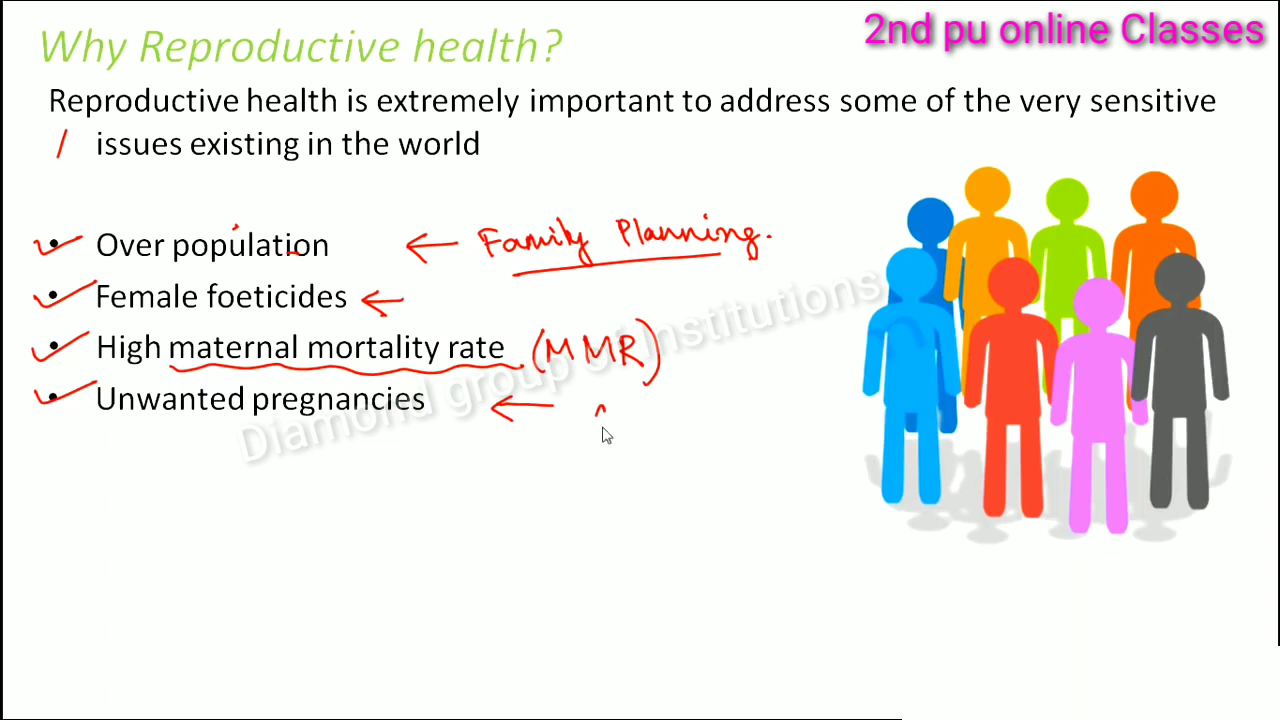 2nd pu online Classes
Why Reproductive health?
Reproductive health is extremely important to address some of the very sensitive
issues existing in the world
• Over population ← Family Planning.
• Female foeticides ←
• High maternal mortality rate (MMR)
• Unwanted pregnancies ←
Diamond group of Institutions